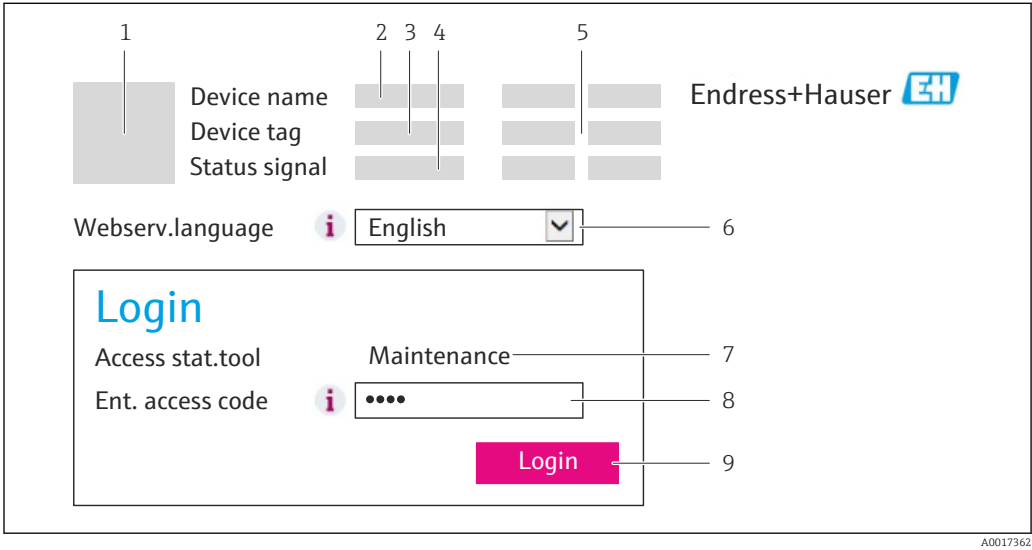 1 2 3 4 5
Device name
Endress+Hauser EH
Device tag
Status signal
Webserv.language i English 6
Login
Access stat.tool Maintenance 7
Ent. access code i •••• 8
Login 9
A0017362